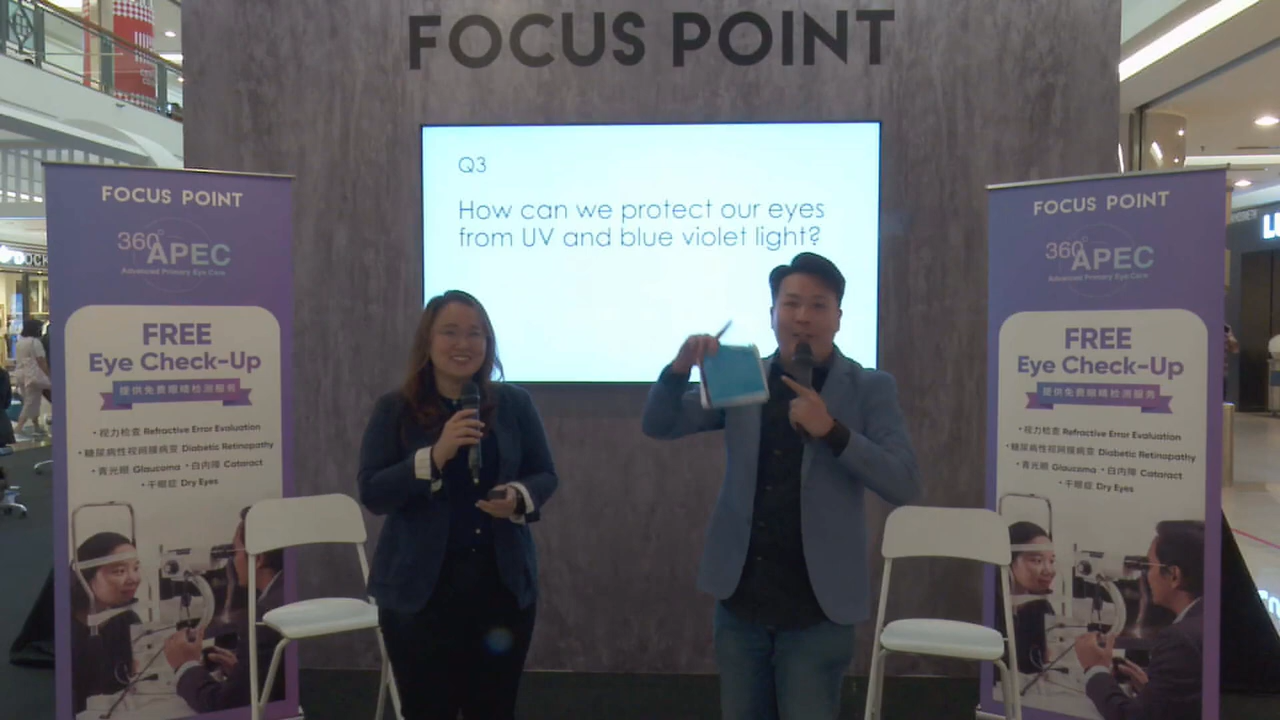 FOCUS POINT
Q3
How can we protect our eyes
from UV and blue violet light?
FOCUS POINT
360°
APEC
Advanced Primary Eye Care
FREE
Eye Check-Up
提供免费眼睛检测服务
• 视力检查 Refractive Error Evaluation
• 糖尿病性视网膜病变 Diabetic Retinopathy
• 青光眼 Glaucoma • 白内障 Cataract
• 干眼症 Dry Eyes
FOCUS POINT
360°
APEC
Advanced Primary Eye Care
FREE
Eye Check-Up
提供免费眼睛检测服务
• 视力检查 Refractive Error Evaluation
• 糖尿病性视网膜病变 Diabetic Retinopathy
• 青光眼 Glaucoma • 白内障 Cataract
• 干眼症 Dry Eyes